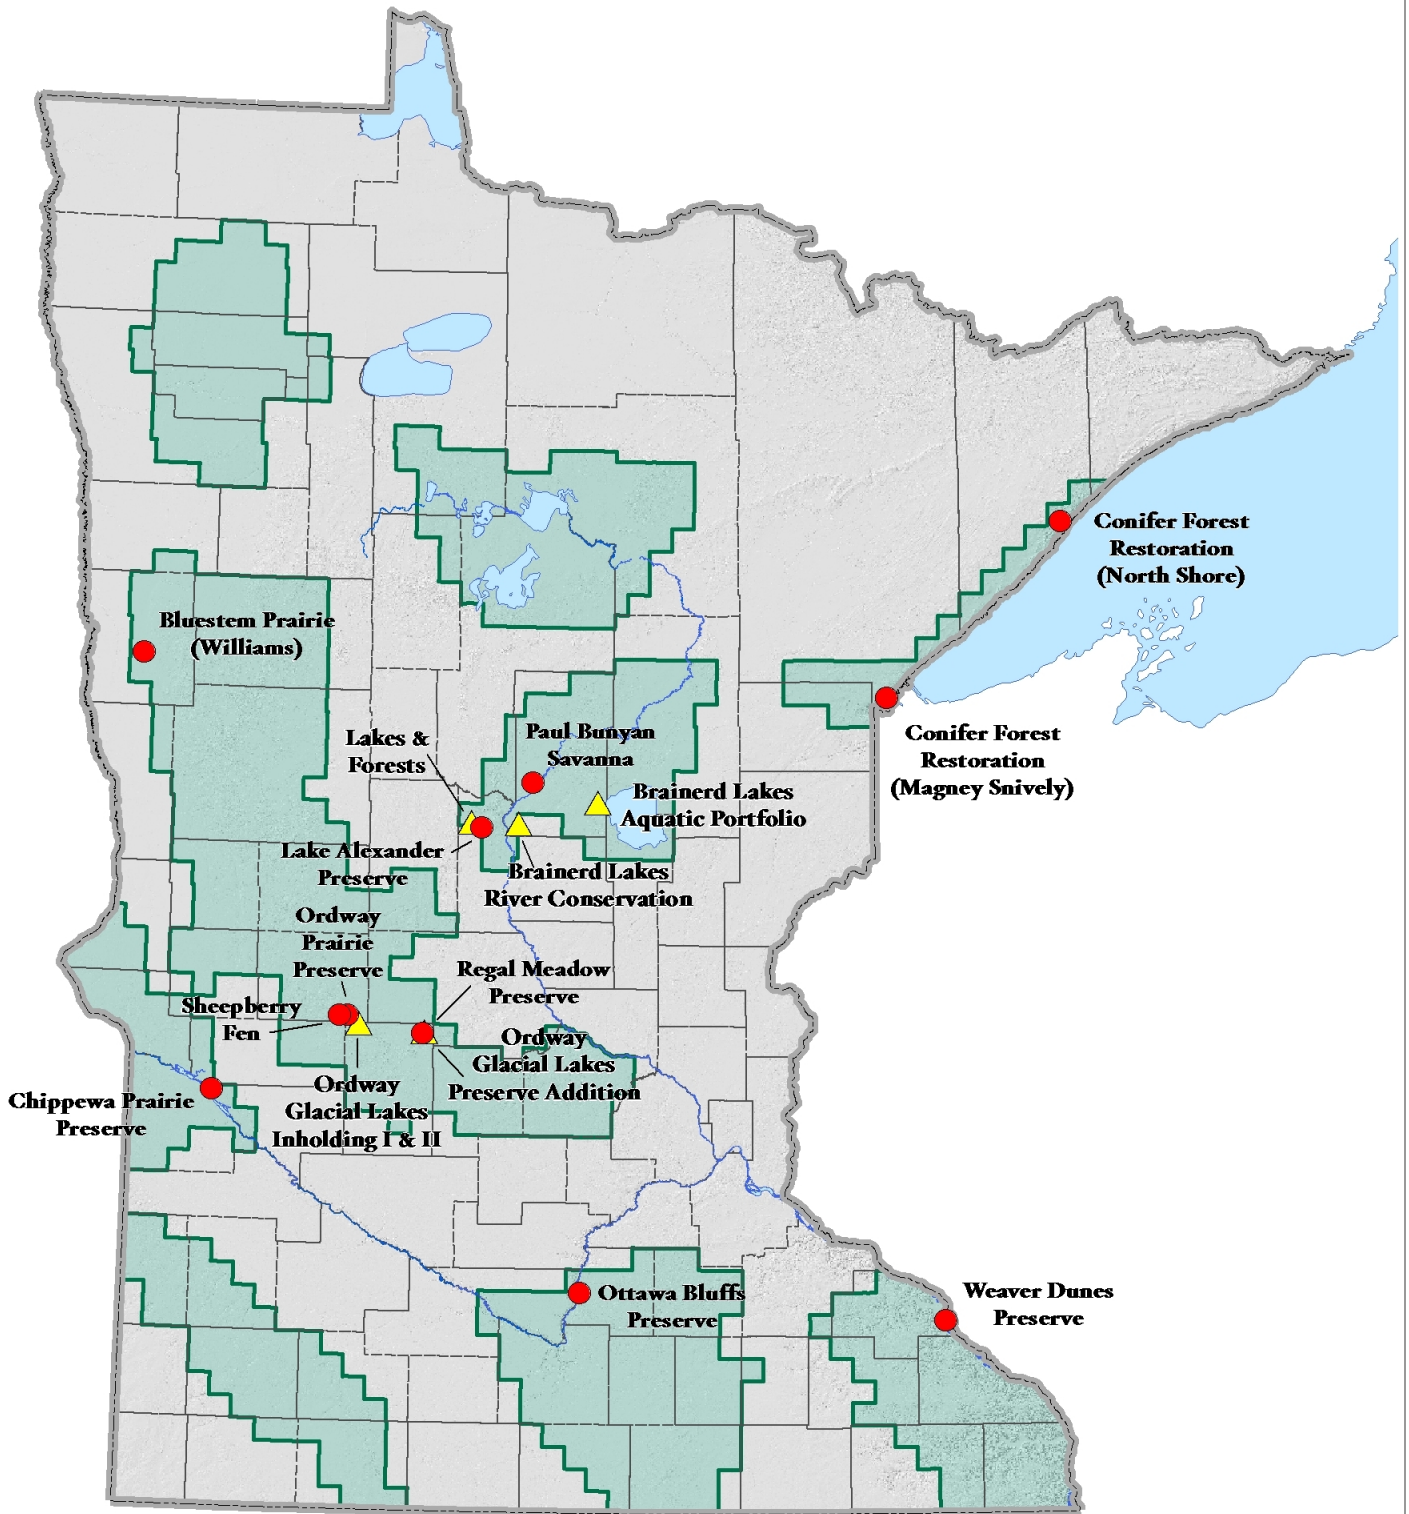 Conifer Forest
Restoration
(North Shore)
Bluestem Prairie
(Williams)
Conifer Forest
Restoration
(Magney Snively)
Lakes &
Forests
Paul Bunyan
Savanna
Brainerd Lakes
Aquatic Portfolio
Lake Alexander
Preserve
Brainerd Lakes
River Conservation
Ordway
Prairie
Preserve
Regal Meadow
Preserve
Sheepberry
Fen
Ordway
Glacial Lakes
Preserve Addition
Ordway
Glacial Lakes
Inholding I & II
Chippewa Prairie
Preserve
Ottawa Bluffs
Preserve
Weaver Dunes
Preserve